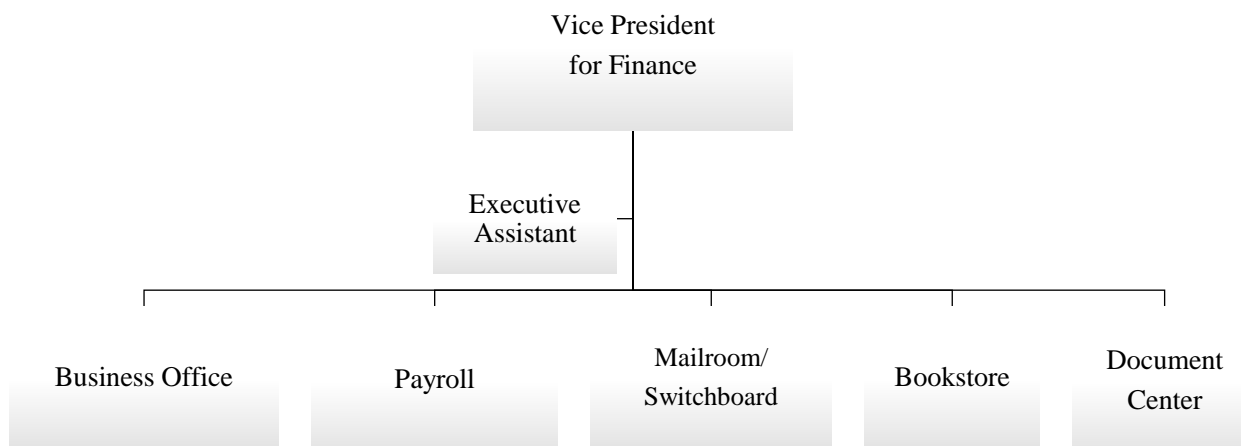 Vice President
for Finance
Executive
Assistant
Business Office
Payroll
Mailroom/
Switchboard
Bookstore
Document
Center